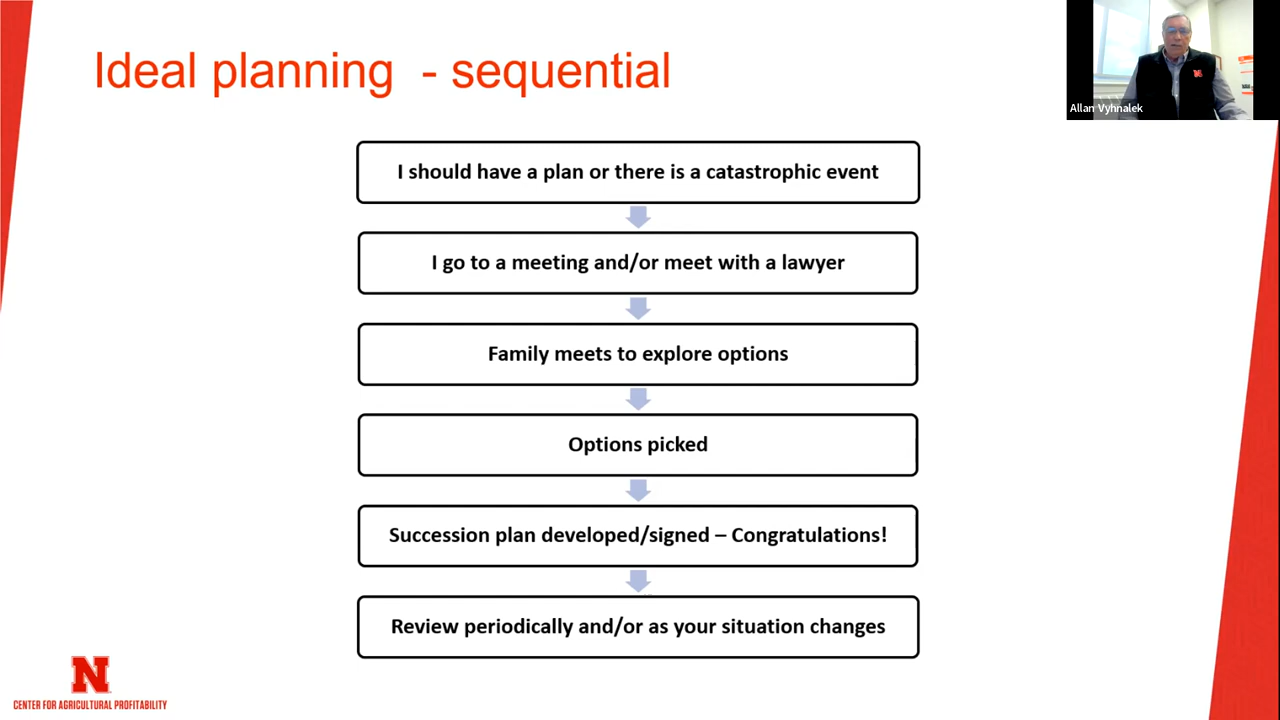 Ideal planning - sequential
Allan Vyhnalek
I should have a plan or there is a catastrophic event
I go to a meeting and/or meet with a lawyer
Family meets to explore options
Options picked
Succession plan developed/signed – Congratulations!
Review periodically and/or as your situation changes
N
CENTER FOR AGRICULTURAL PROFITABILITY